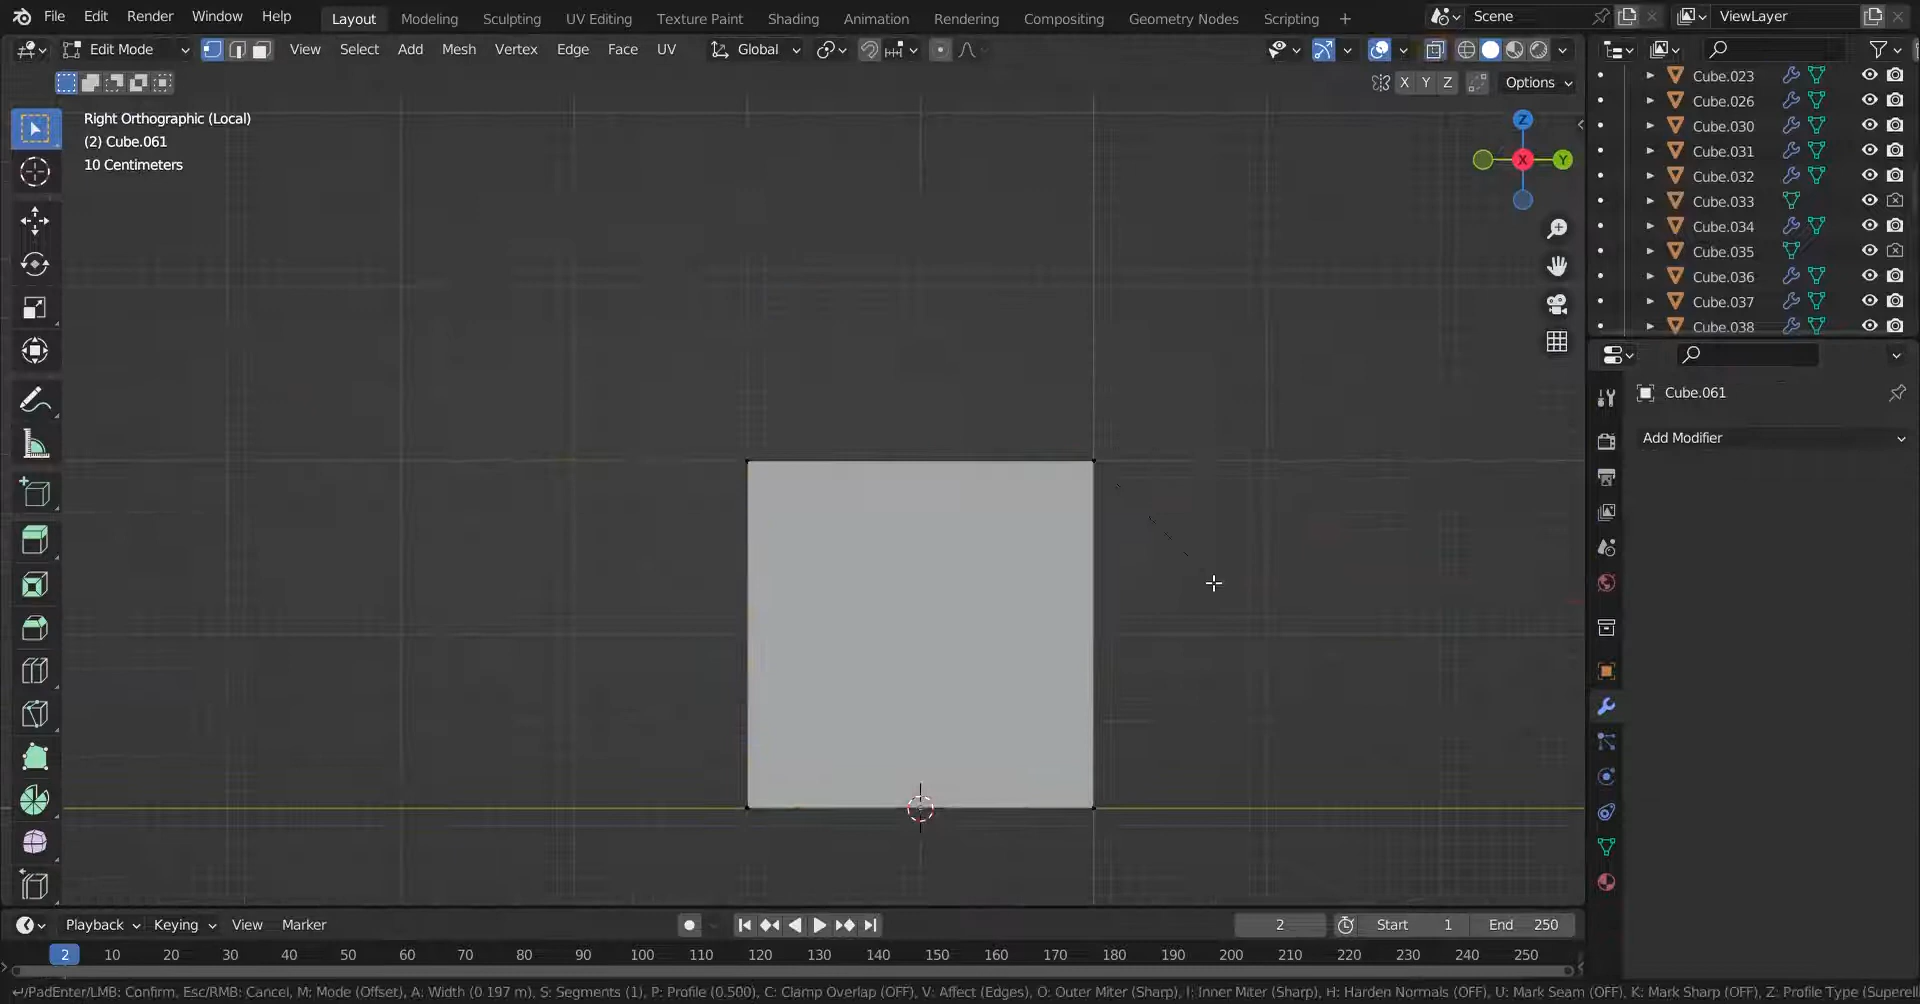 File Edit Render Window Help Layout Modeling Sculpting UV Editing Texture Paint Shading Animation Rendering Compositing Geometry Nodes Scripting + Scene ViewLayer
Edit Mode View Select Add Mesh Vertex Edge Face UV Global
X Y Z Options
Right Orthographic (Local)
(2) Cube.061
10 Centimeters
Z
X
Y
Cube.023
Cube.026
Cube.030
Cube.031
Cube.032
Cube.033
Cube.034
Cube.035
Cube.036
Cube.037
Cube.038
Cube.061
Add Modifier
Playback Keying View Marker 2 Start 1 End 250
2 10 20 30 40 50 60 70 80 90 100 110 120 130 140 150 160 170 180 190 200 210 220 230 240 250
↵/PadEnter/LMB: Confirm, Esc/RMB: Cancel, M: Mode (Offset), A: Width (0.197 m), S: Segments (1), P: Profile (0.500), C: Clamp Overlap (OFF), V: Affect (Edges), O: Outer Miter (Sharp), I: Inner Miter (Sharp), H: Harden Normals (OFF), U: Mark Seam (OFF), K: Mark Sharp (OFF), Z: Profile Type (Superell